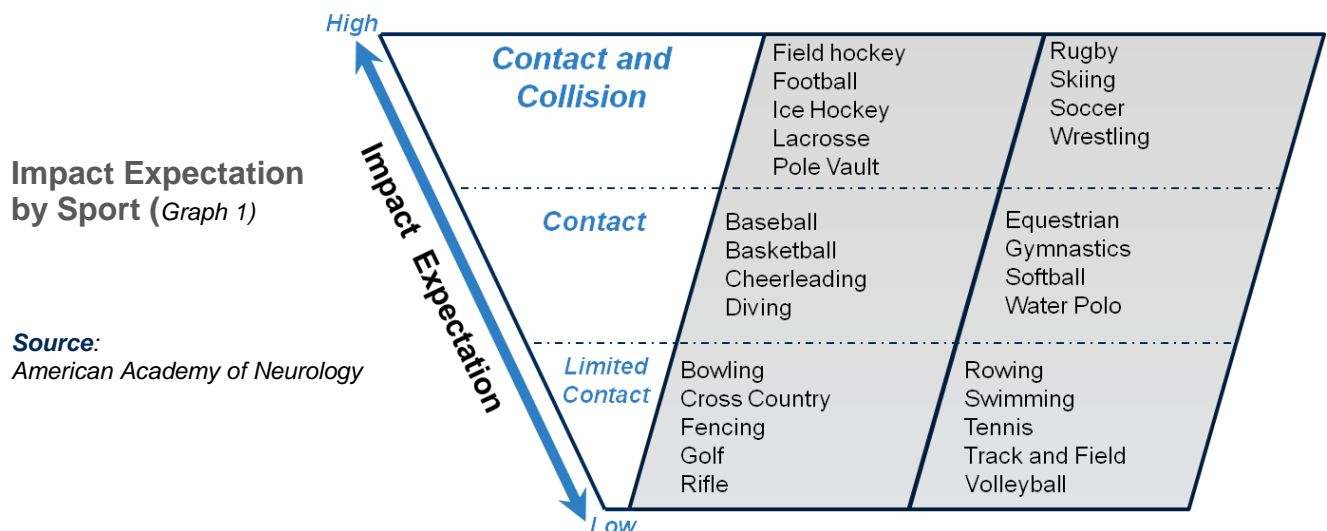 High
Impact Expectation
by Sport (Graph 1)
Source:
American Academy of Neurology
Impact Expectation
Contact and
Collision
Field hockey
Football
Ice Hockey
Lacrosse
Pole Vault
Rugby
Skiing
Soccer
Wrestling
Contact
Baseball
Basketball
Cheerleading
Diving
Equestrian
Gymnastics
Softball
Water Polo
Limited
Contact
Bowling
Cross Country
Fencing
Golf
Rifle
Rowing
Swimming
Tennis
Track and Field
Volleyball
Low